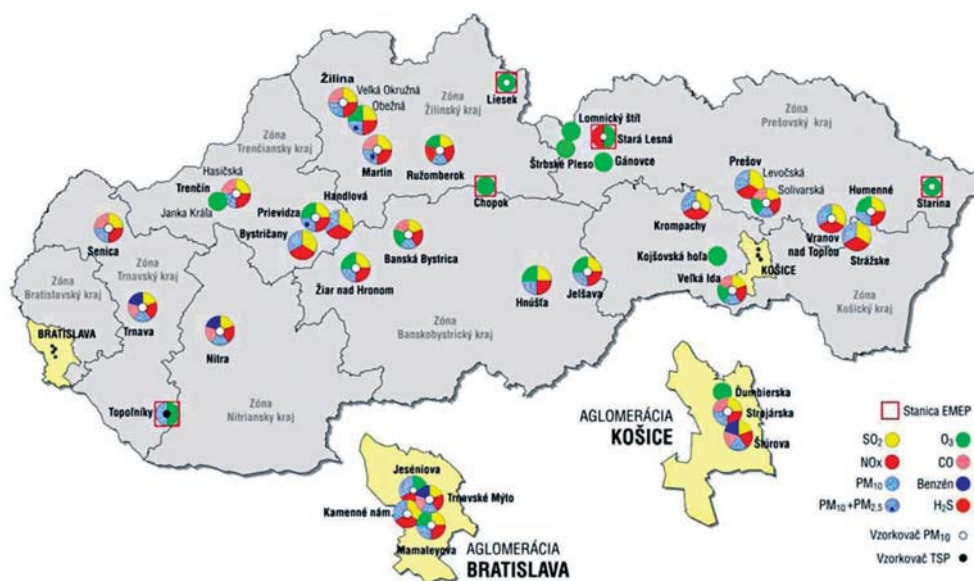 Žilina
Veľká Okružná
Obežná
Zóna
Žilinský kraj
Liesek
Lomnický štít
Stará Lesná
Štrbské Pleso
Gánovce
Zóna
Prešovský kraj
Zóna
Trenčiansky kraj
Martin
Ružomberok
Chopok
Prešov
Levočská
Solivarská
Humenné
Starina
Hasičská
Trenčín
Janka Kráľa
Handlová
Prievidza
Bystričany
Krompachy
Vranov
nad Topľou
Strážske
Senica
Banská Bystrica
Kojšovská hoľa
KOŠICE
Veľká Ida
Zóna
Bratislavský kraj
Zóna
Trnavský kraj
Žiar nad Hronom
Hnúšťa
Jelšava
Zóna
Košický kraj
BRATISLAVA
Trnava
Nitra
Zóna
Banskobystrický kraj
Zóna
Nitriansky kraj
Topoľníky
AGLOMERÁCIA
KOŠICE
Ďumbierska
Strojárska
Štúrova
Jeséniova
Trnavské Mýto
Kamenné nám.
Mamateyova
AGLOMERÁCIA
BRATISLAVA
Stanica EMEP
SO2 O3
NOx CO
PM10 Benzén
PM10+PM2.5 H2S
Vzorkovač PM10
Vzorkovač TSP